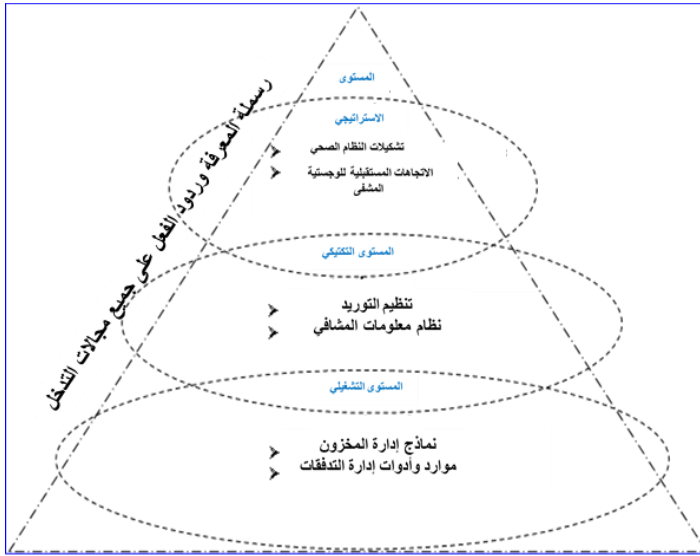 المستوى
الاستراتيجي
تشكيلات النظام الصحي
الاتجاهات المستقبلية للوجستية
المشفى
المستوى التكتيكي
تنظيم التوريد
نظام معلومات المشافي
المستوى التشغيلي
نماذج إدارة المخزون
موارد وأدوات إدارة التدفقات
رسملة المعرفة وردود الفعل على جميع مجالات التدخل